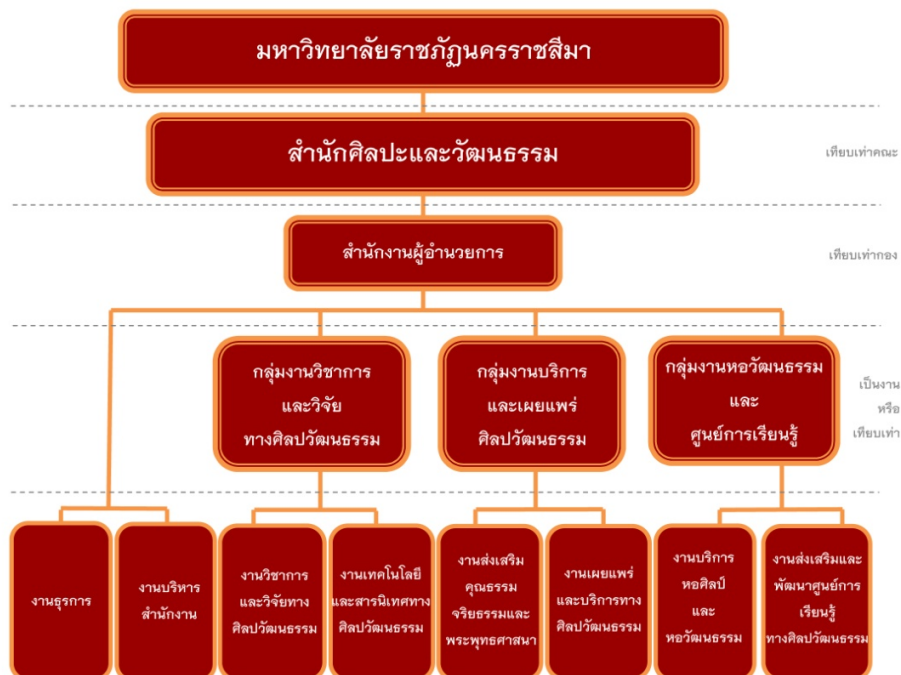 มหาวิทยาลัยราชภัฏนครราชสีมา
สำนักศิลปะและวัฒนธรรม
เทียบเท่าคณะ
สำนักงานผู้อำนวยการ
เทียบเท่ากอง
กลุ่มงานวิชาการ
และวิจัย
ทางศิลปวัฒนธรรม
กลุ่มงานบริการ
และเผยแพร่
ศิลปวัฒนธรรม
กลุ่มงานหอวัฒนธรรม
และ
ศูนย์การเรียนรู้
เป็นงาน
หรือ
เทียบเท่า
งานธุรการ
งานบริหาร
สำนักงาน
งานวิชาการ
และวิจัยทาง
ศิลปวัฒนธรรม
งานเทคโนโลยี
และสารนิเทศทาง
ศิลปวัฒนธรรม
งานส่งเสริม
คุณธรรม
จริยธรรมและ
พระพุทธศาสนา
งานเผยแพร่
และบริการทาง
ศิลปวัฒนธรรม
งานบริการ
หอศิลป์
และ
หอวัฒนธรรม
งานส่งเสริมและ
พัฒนาศูนย์การ
เรียนรู้
ทางศิลปวัฒนธรรม